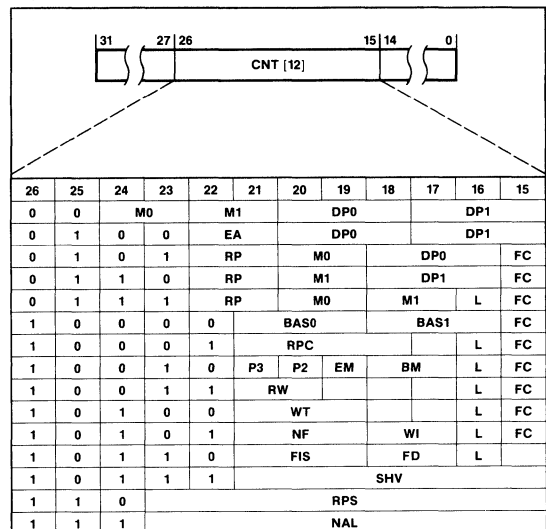 31 27 26 15 14 0
CNT [12]
26 25 24 23 22 21 20 19 18 17 16 15
0 0 M0 M1 DP0 DP1
0 1 0 0 EA DP0 DP1
0 1 0 1 RP M0 DP0 FC
0 1 1 0 RP M1 DP1 FC
0 1 1 1 RP M0 M1 L FC
1 0 0 0 0 BAS0 BAS1 FC
1 0 0 0 1 RPC L FC
1 0 0 1 0 P3 P2 EM BM L FC
1 0 0 1 1 RW L FC
1 0 1 0 0 WT L FC
1 0 1 0 1 NF WI L FC
1 0 1 1 0 FIS FD L
1 0 1 1 1 SHV
1 1 0 RPS
1 1 1 NAL